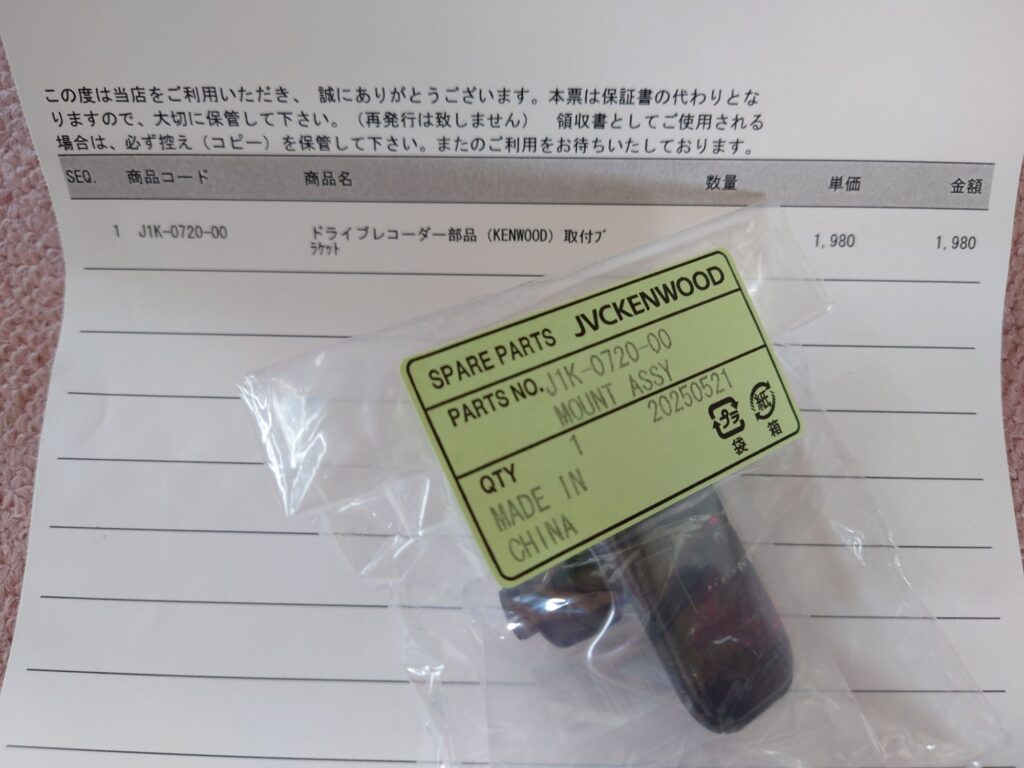 この度は当店をご利用いただき、 誠にありがとうございます。本票は保証書の代わりとな
りますので、大切に保管して下さい。(再発行は致しません) 領収書としてご使用される
場合は、必ず控え(コピー)を保管して下さい。またのご利用をお待ちいたしております。
SEQ. 商品コード 商品名 数量 単価 金額
1 J1K-0720-00 ドライブレコーダー部品(KENWOOD)取付ブ 1,980 1,980
ラケット
SPARE PARTS JVCKENWOOD
PARTS NO. J1K-0720-00
MOUNT ASSY
20250521
QTY 1
MADE IN
CHINA
プラ 紙
袋 箱